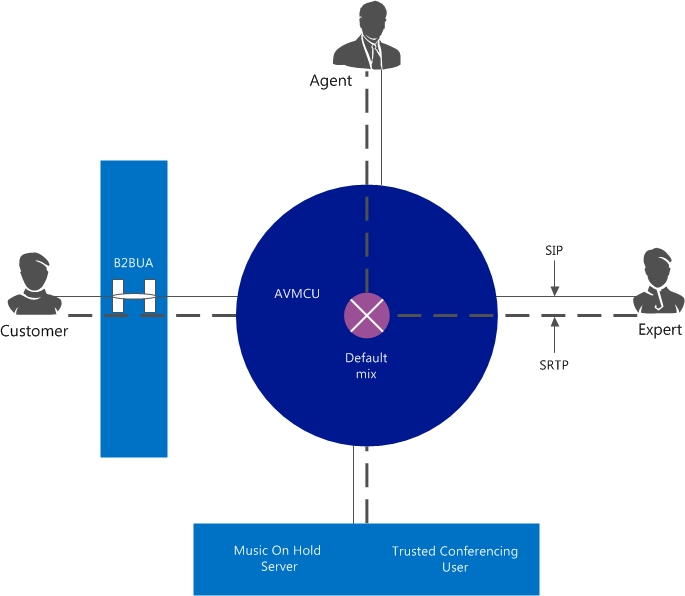 Agent
B2BUA
SIP
AVMCU
Customer
Expert
Default
mix
SRTP
Music On Hold
Server
Trusted Conferencing
User